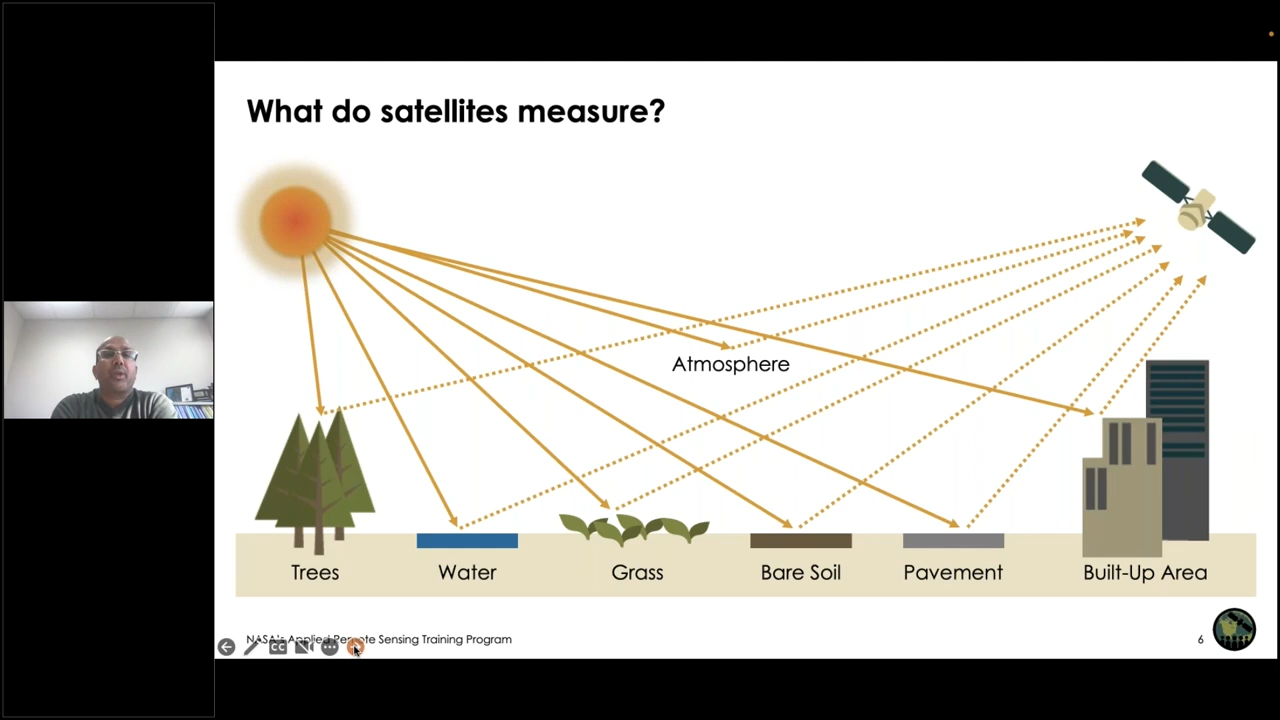 What do satellites measure?
Atmosphere
Trees
Water
Grass
Bare Soil
Pavement
Built-Up Area
NASA's Applied Remote Sensing Training Program
6
CC